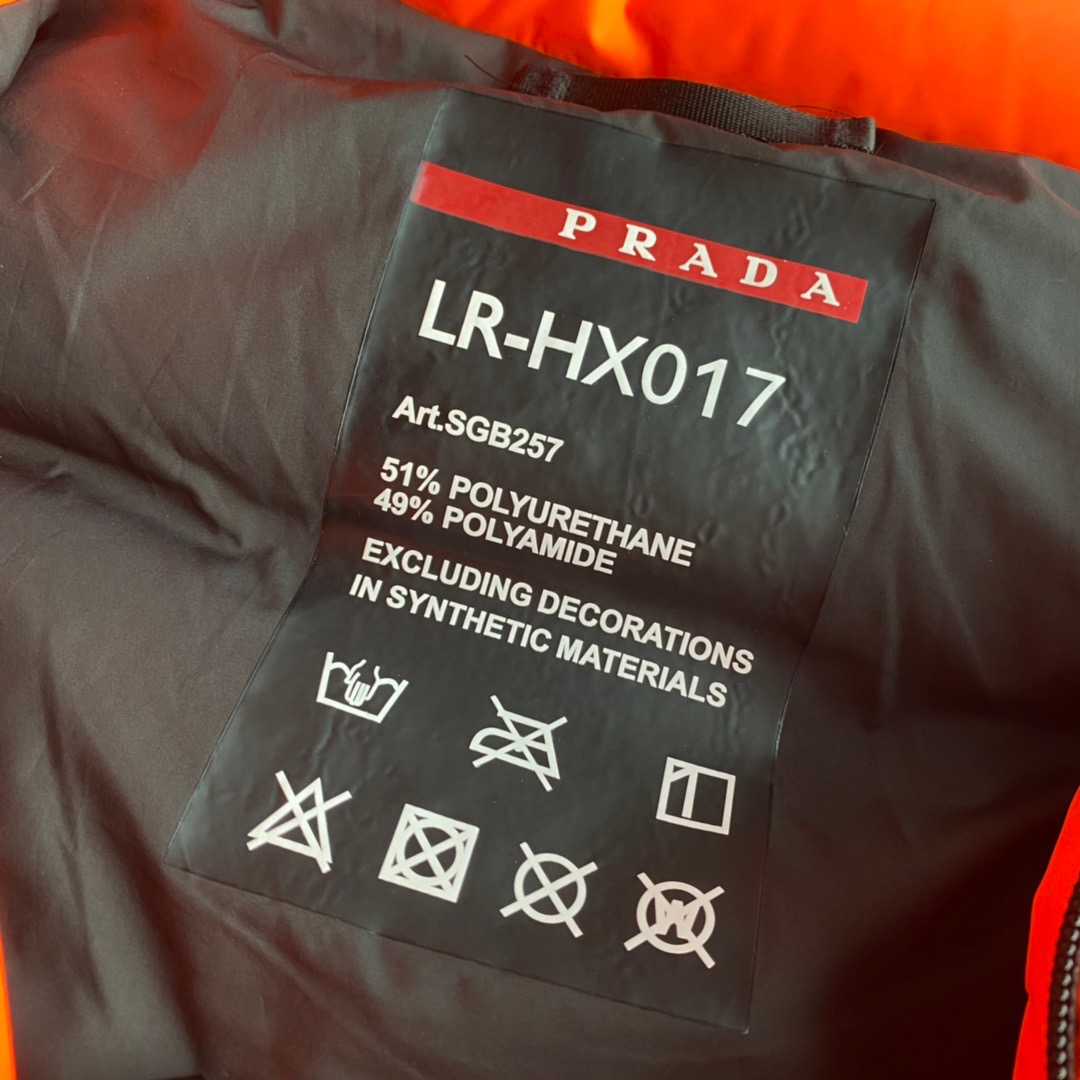 PRADA
LR-HX017
Art.SGB257
51% POLYURETHANE
49% POLYAMIDE
EXCLUDING DECORATIONS
IN SYNTHETIC MATERIALS
W